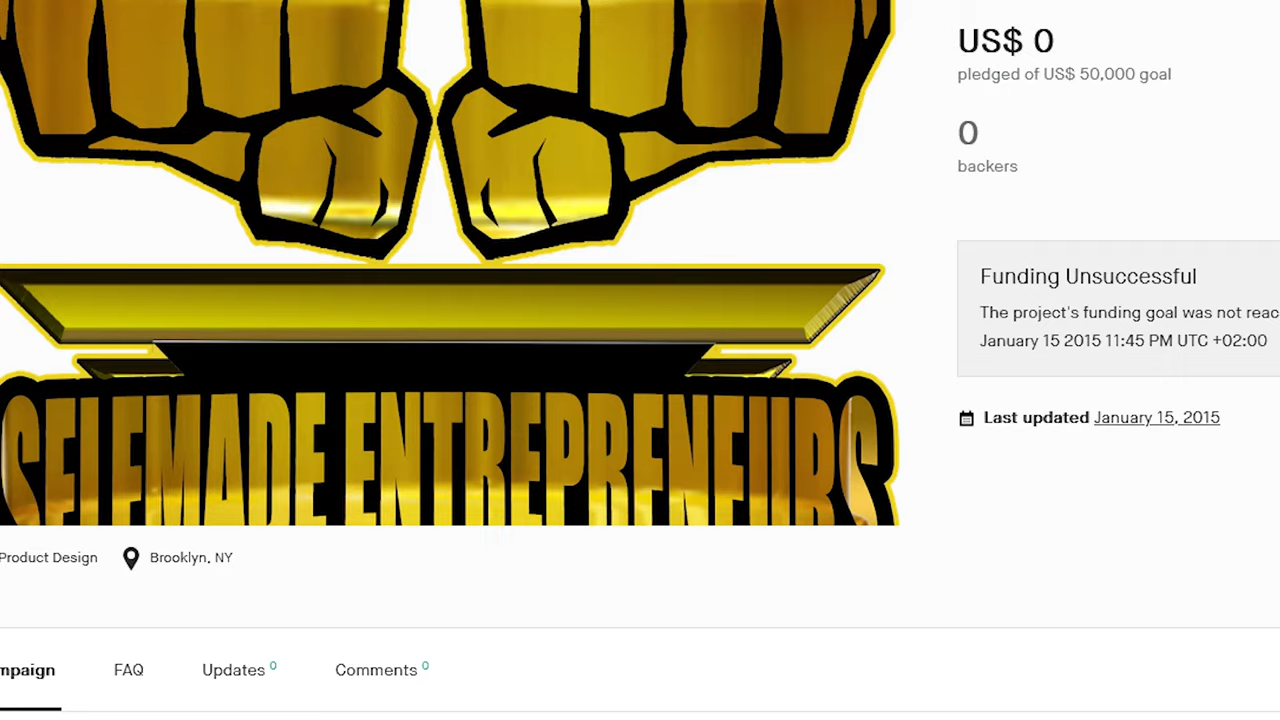 US$ 0
pledged of US$ 50,000 goal
0
backers
Funding Unsuccessful
The project's funding goal was not reac
January 15 2015 11:45 PM UTC +02:00
Last updated January 15, 2015
SELFMADE ENTREPRENEURS
Product Design Brooklyn, NY
mpaign FAQ Updates 0 Comments 0